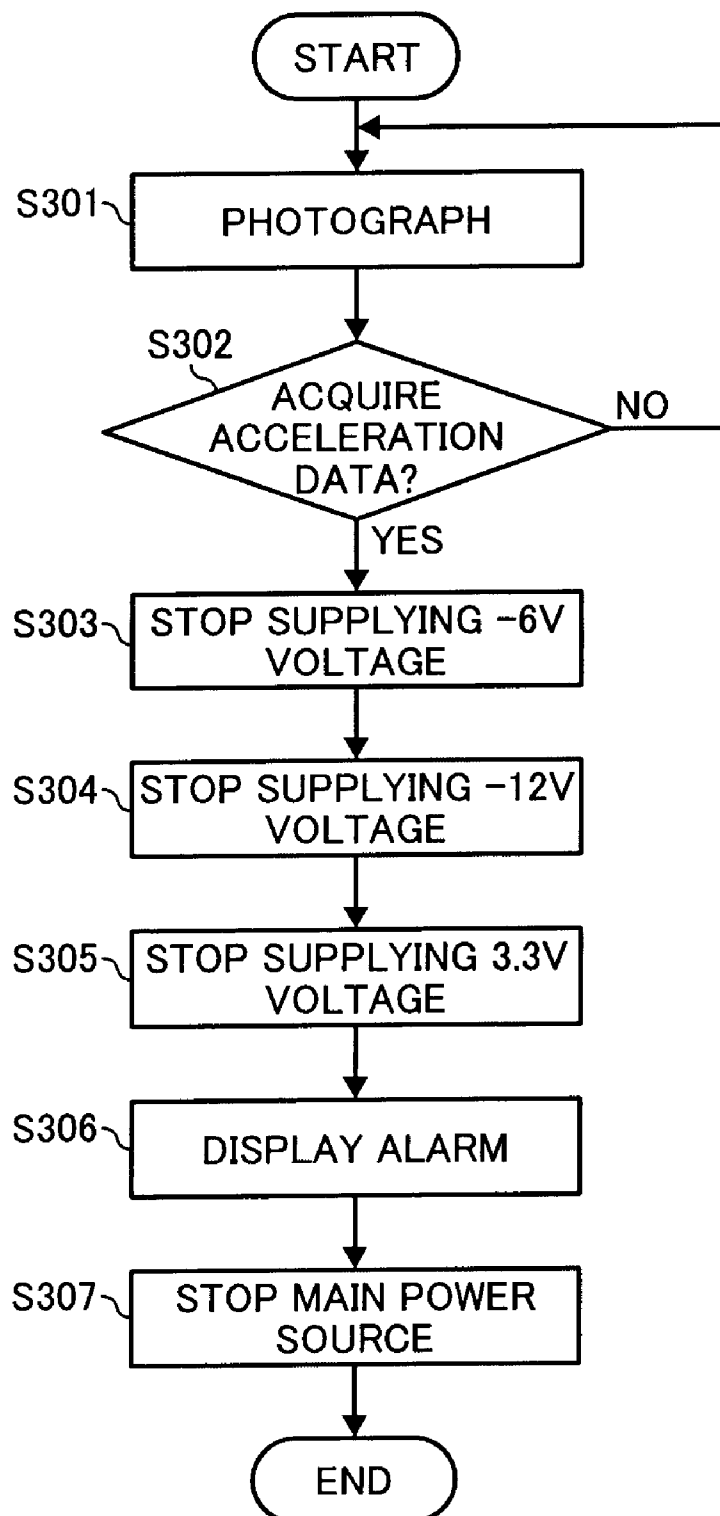 START
S301
PHOTOGRAPH
S302
ACQUIRE
ACCELERATION
DATA?
NO
YES
S303
STOP SUPPLYING -6V
VOLTAGE
S304
STOP SUPPLYING -12V
VOLTAGE
S305
STOP SUPPLYING 3.3V
VOLTAGE
S306
DISPLAY ALARM
S307
STOP MAIN POWER
SOURCE
END